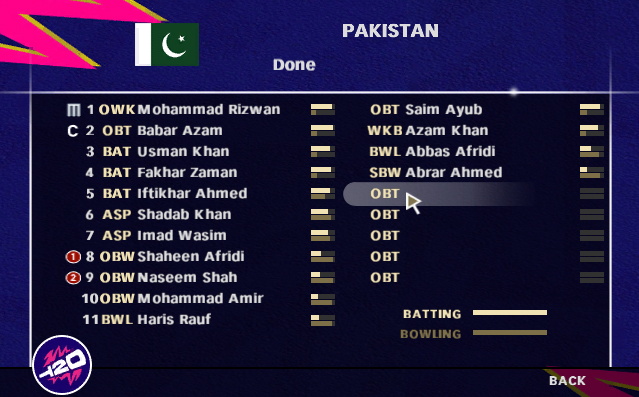 PAKISTAN
Done
1 OWK Mohammad Rizwan
C 2 OBT Babar Azam
3 BAT Usman Khan
4 BAT Fakhar Zaman
5 BAT Iftikhar Ahmed
6 ASP Shadab Khan
7 ASP Imad Wasim
1 8 OBW Shaheen Afridi
2 9 OBW Naseem Shah
10 OBW Mohammad Amir
11 BWL Haris Rauf
OBT Saim Ayub
WKB Azam Khan
BWL Abbas Afridi
SBW Abrar Ahmed
OBT
OBT
OBT
OBT
OBT
BATTING
BOWLING
T20
BACK